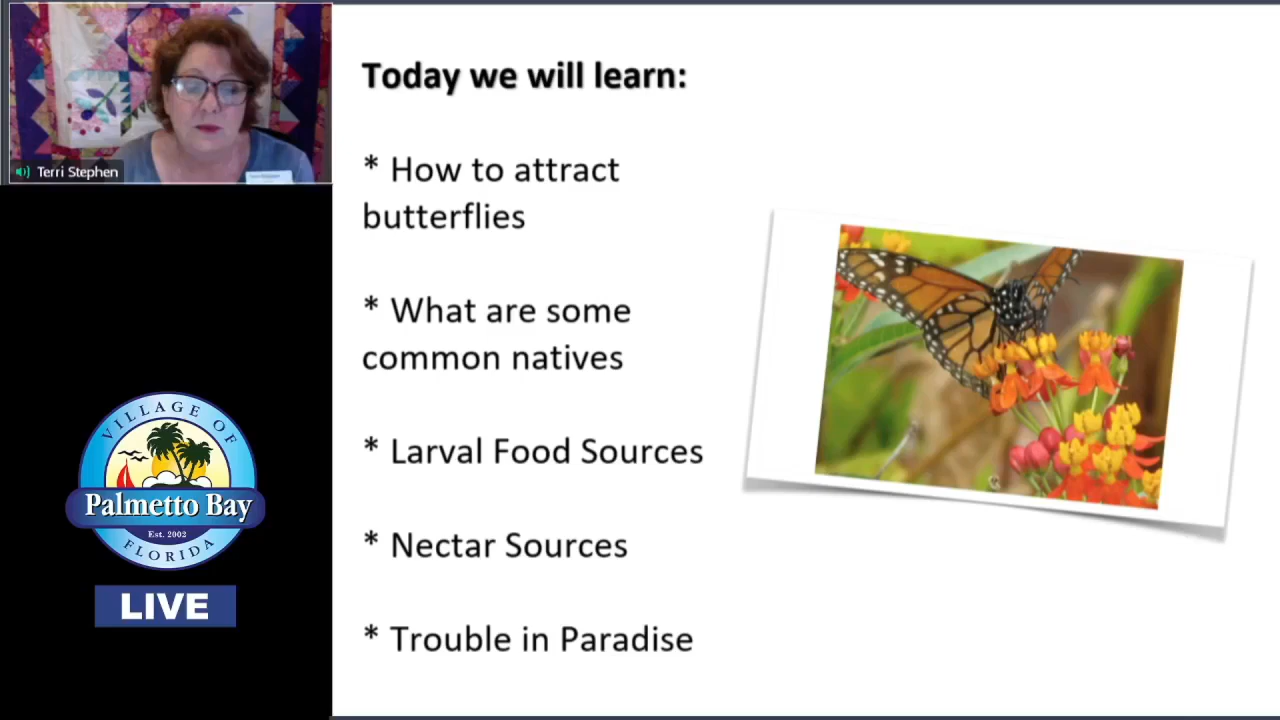 Terri Stephen
VILLAGE OF
Palmetto Bay
Est. 2002
FLORIDA
LIVE
Today we will learn:
* How to attract
butterflies
* What are some
common natives
* Larval Food Sources
* Nectar Sources
* Trouble in Paradise